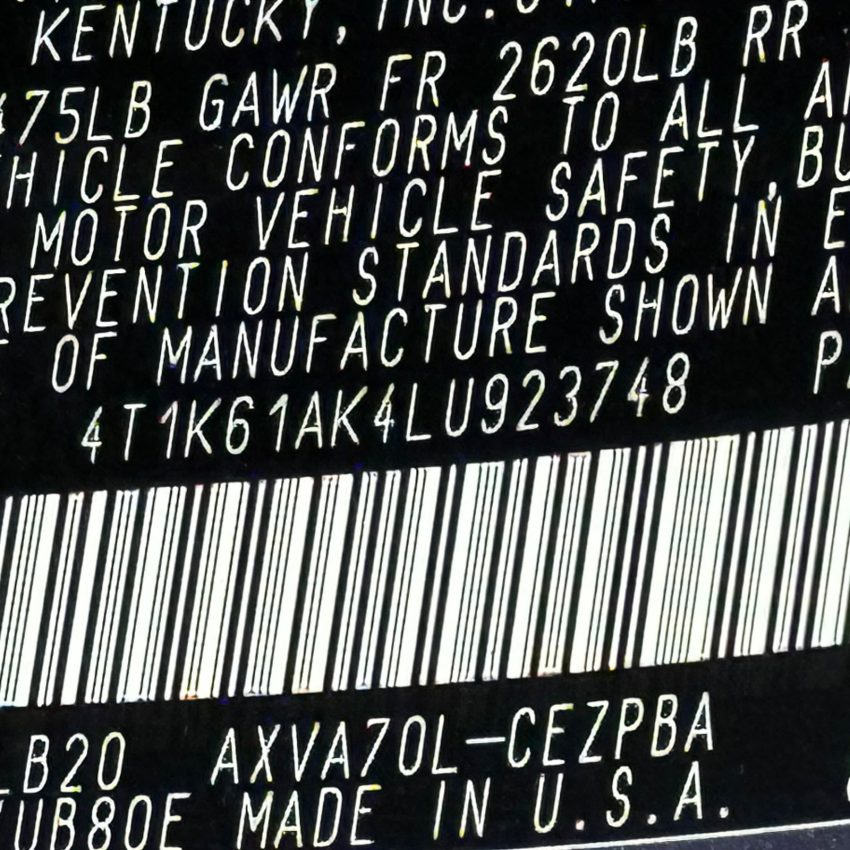 KENTUCKY, INC.
475LB GAWR FR 2620LB RR
HICLE CONFORMS TO ALL A
MOTOR VEHICLE SAFETY, BU
REVENTION STANDARDS IN E
OF MANUFACTURE SHOWN A
4T1K61AK4LU923748 P
B20 AXVA70L-CEZPBA
UB80E MADE IN U.S.A.